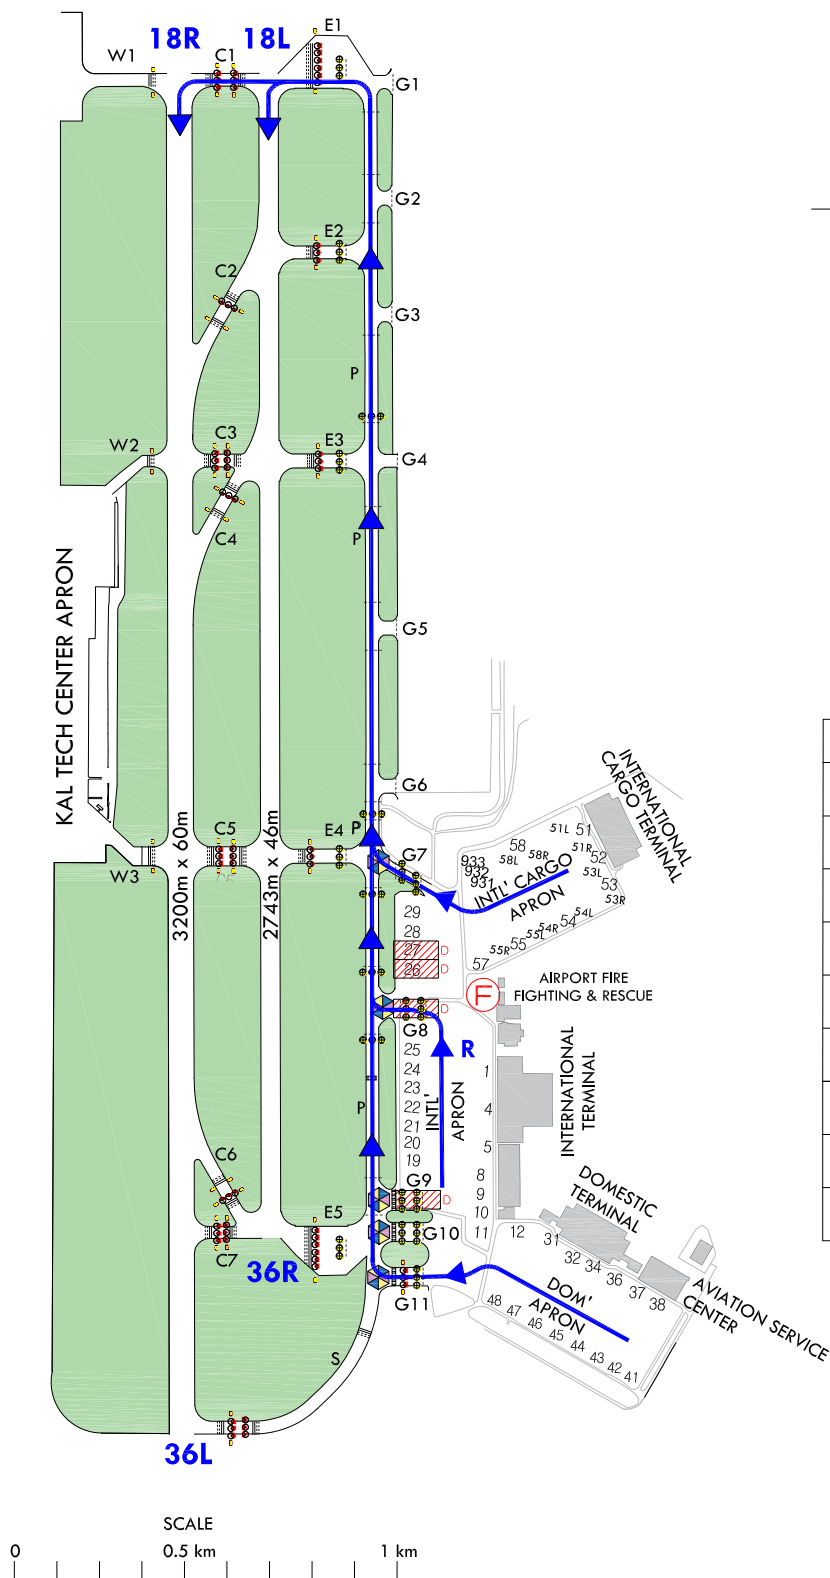 18R 18L
E1
W1
C1
G1
G2
E2
C2
G3
P
C3
E3
W2
G4
C4
P
G5
KAL TECH CENTER APRON
G6
INTERNATIONAL
CARGO TERMINAL
3200m x 60m
2743m x 46m
C5
E4
P
G7
W3
51L
51
58
58L
58R
51R
52
53L
53
53R
933
932
931
INTL' CARGO
APRON
54L
54
54R
55L
55
55R
57
29
28
27
D
26
D
AIRPORT FIRE
FIGHTING & RESCUE
F
D
G8
R
25
24
23
22
21
20
19
INTL'
APRON
P
1
4
5
8
9
10
11
INTERNATIONAL
TERMINAL
C6
G9
D
G10
E5
C7
36R
G11
12
31
32
34
36
37
38
DOMESTIC
TERMINAL
DOM'
APRON
48
47
46
45
44
43
42
41
AVIATION SERVICE
CENTER
S
36L
SCALE
0
0.5 km
1 km